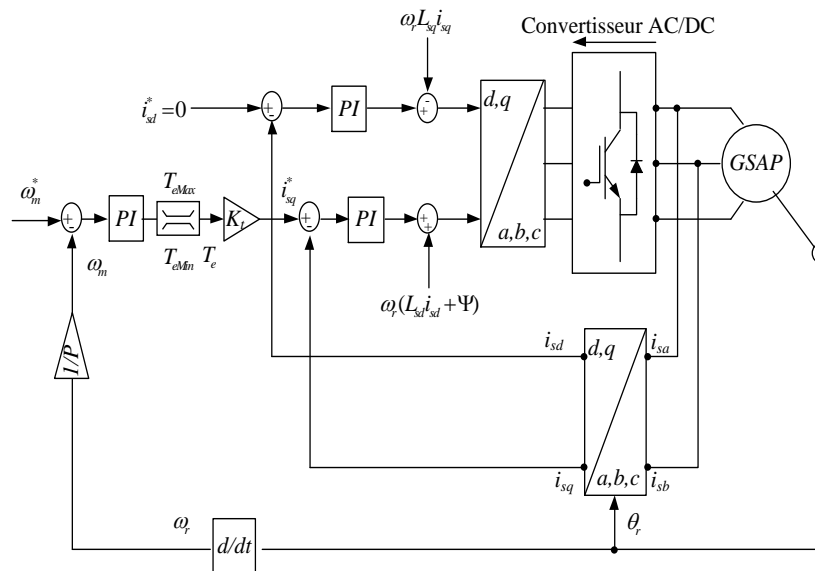 ω_r L_sq i_sq
Convertisseur AC/DC
i*_sd = 0
+
-
PI
-
+
d,q
a,b,c
GSAP
ω*_m
+
-
PI
T_eMax
T_eMin
T_e
K_t
i*_sq
+
-
PI
+
+
ω_m
ω_r(L_sd i_sd + Ψ)
1/P
i_sd
d,q
i_sa
i_sq
a,b,c
i_sb
ω_r
d/dt
θ_r